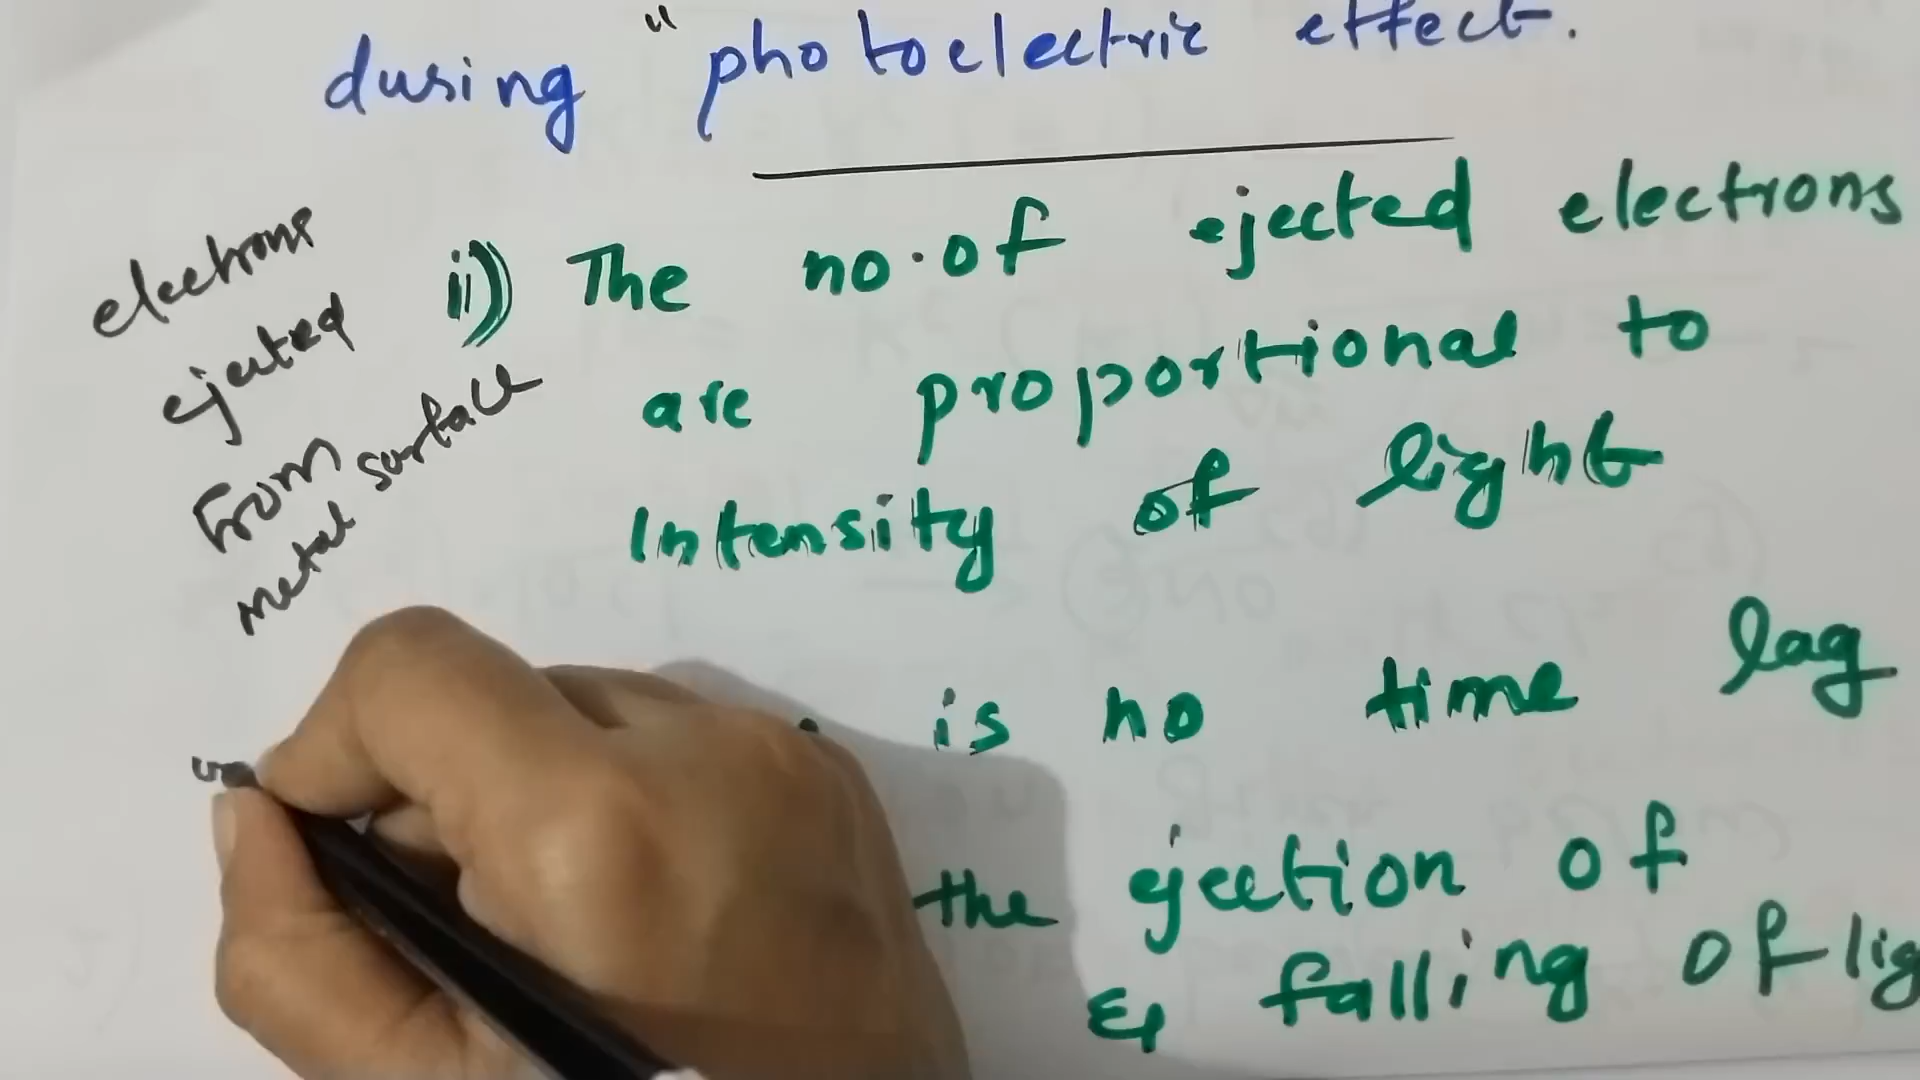 during "photoelectric effect.
ii) The no. of ejected electrons
are proportional to
Intensity of light
is no time lag
the ejection of
& falling of lig
electrons
ejected
from
metal surface